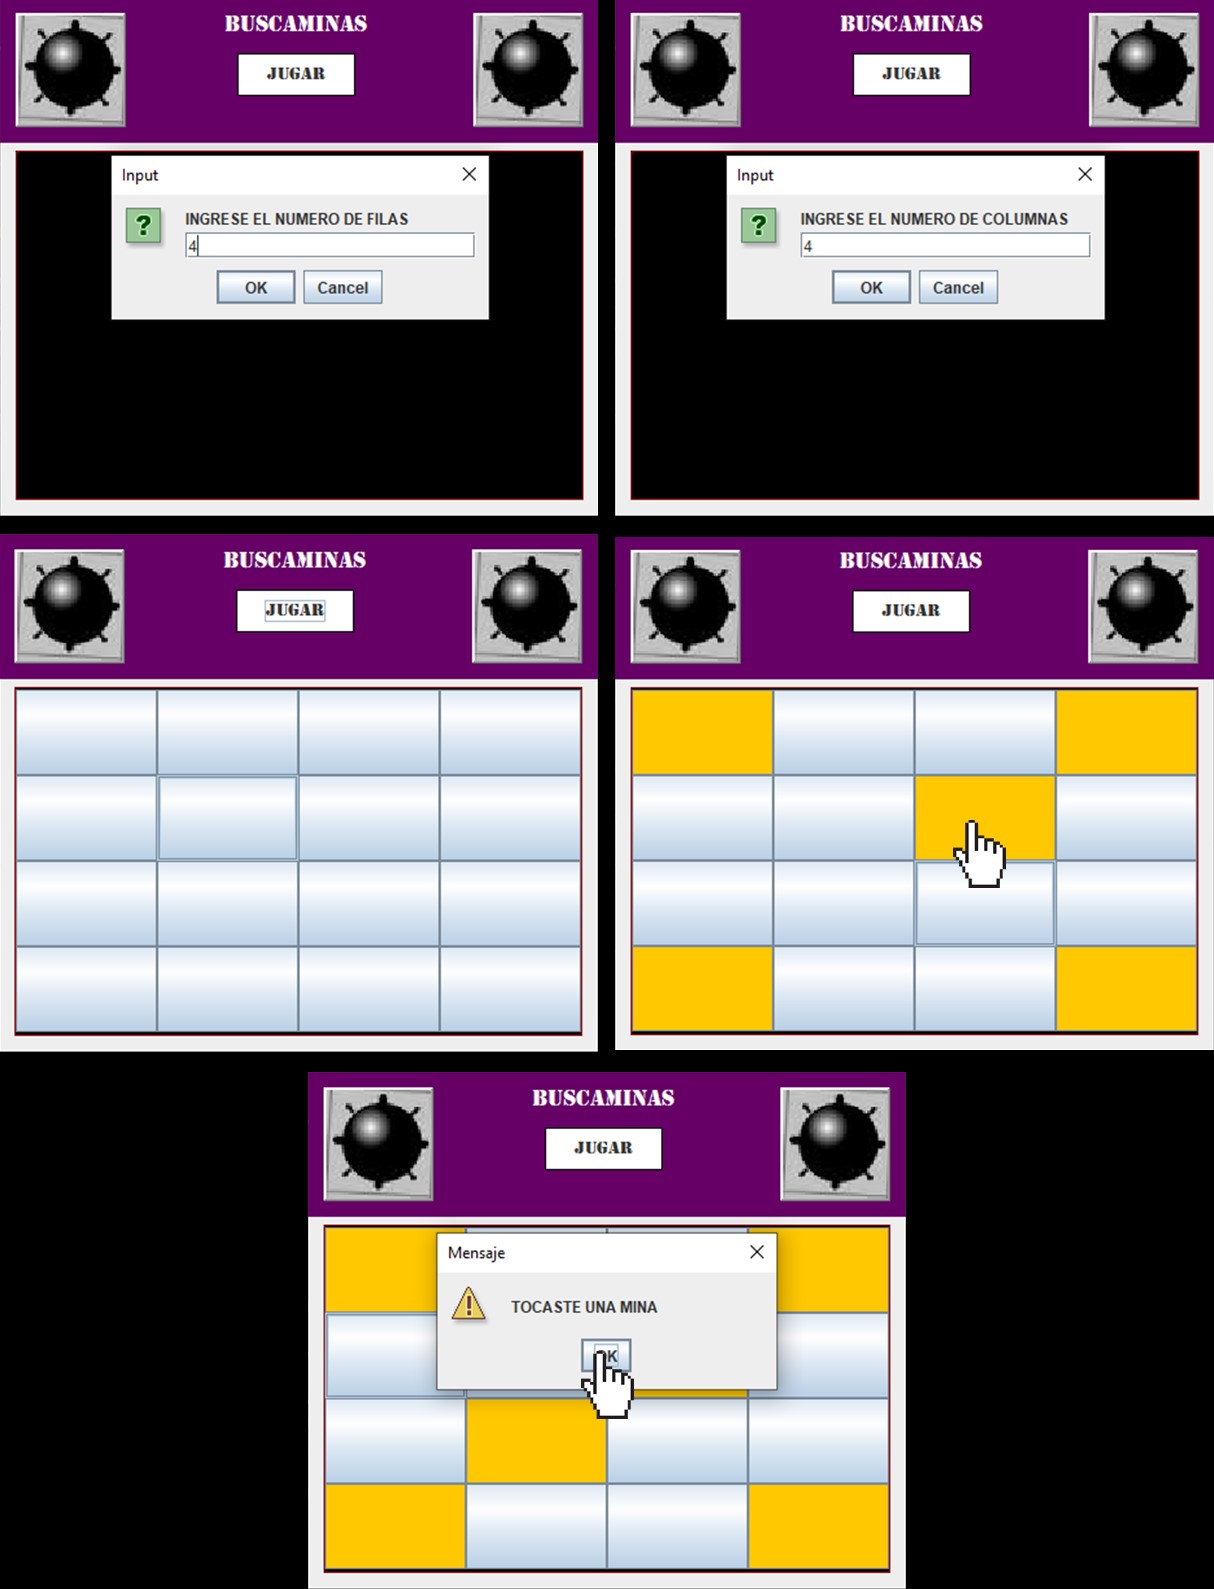 BUSCAMINAS
JUGAR
Input
?
INGRESE EL NUMERO DE FILAS
4
OK
Cancel
BUSCAMINAS
JUGAR
Input
?
INGRESE EL NUMERO DE COLUMNAS
4
OK
Cancel
BUSCAMINAS
JUGAR
BUSCAMINAS
JUGAR
BUSCAMINAS
JUGAR
Mensaje
!
TOCASTE UNA MINA
OK